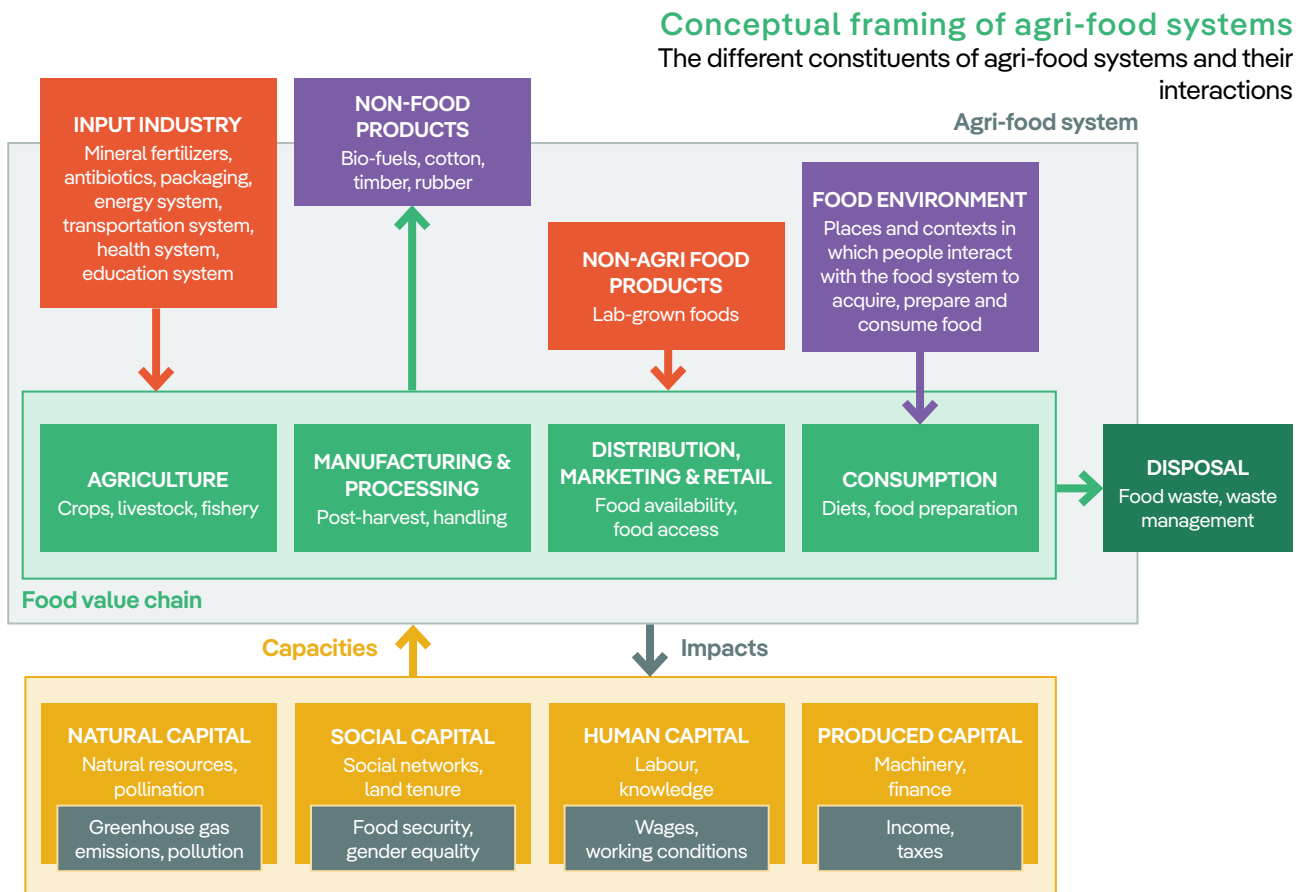 Conceptual framing of agri-food systems
The different constituents of agri-food systems and their
interactions
Agri-food system
INPUT INDUSTRY
Mineral fertilizers,
antibiotics, packaging,
energy system,
transportation system,
health system,
education system
NON-FOOD
PRODUCTS
Bio-fuels, cotton,
timber, rubber
NON-AGRI FOOD
PRODUCTS
Lab-grown foods
FOOD ENVIRONMENT
Places and contexts in
which people interact
with the food system to
acquire, prepare and
consume food
AGRICULTURE
Crops, livestock, fishery
MANUFACTURING &
PROCESSING
Post-harvest, handling
DISTRIBUTION,
MARKETING & RETAIL
Food availability,
food access
CONSUMPTION
Diets, food preparation
DISPOSAL
Food waste, waste
management
Food value chain
Capacities
Impacts
NATURAL CAPITAL
Natural resources,
pollination
Greenhouse gas
emissions, pollution
SOCIAL CAPITAL
Social networks,
land tenure
Food security,
gender equality
HUMAN CAPITAL
Labour,
knowledge
Wages,
working conditions
PRODUCED CAPITAL
Machinery,
finance
Income,
taxes